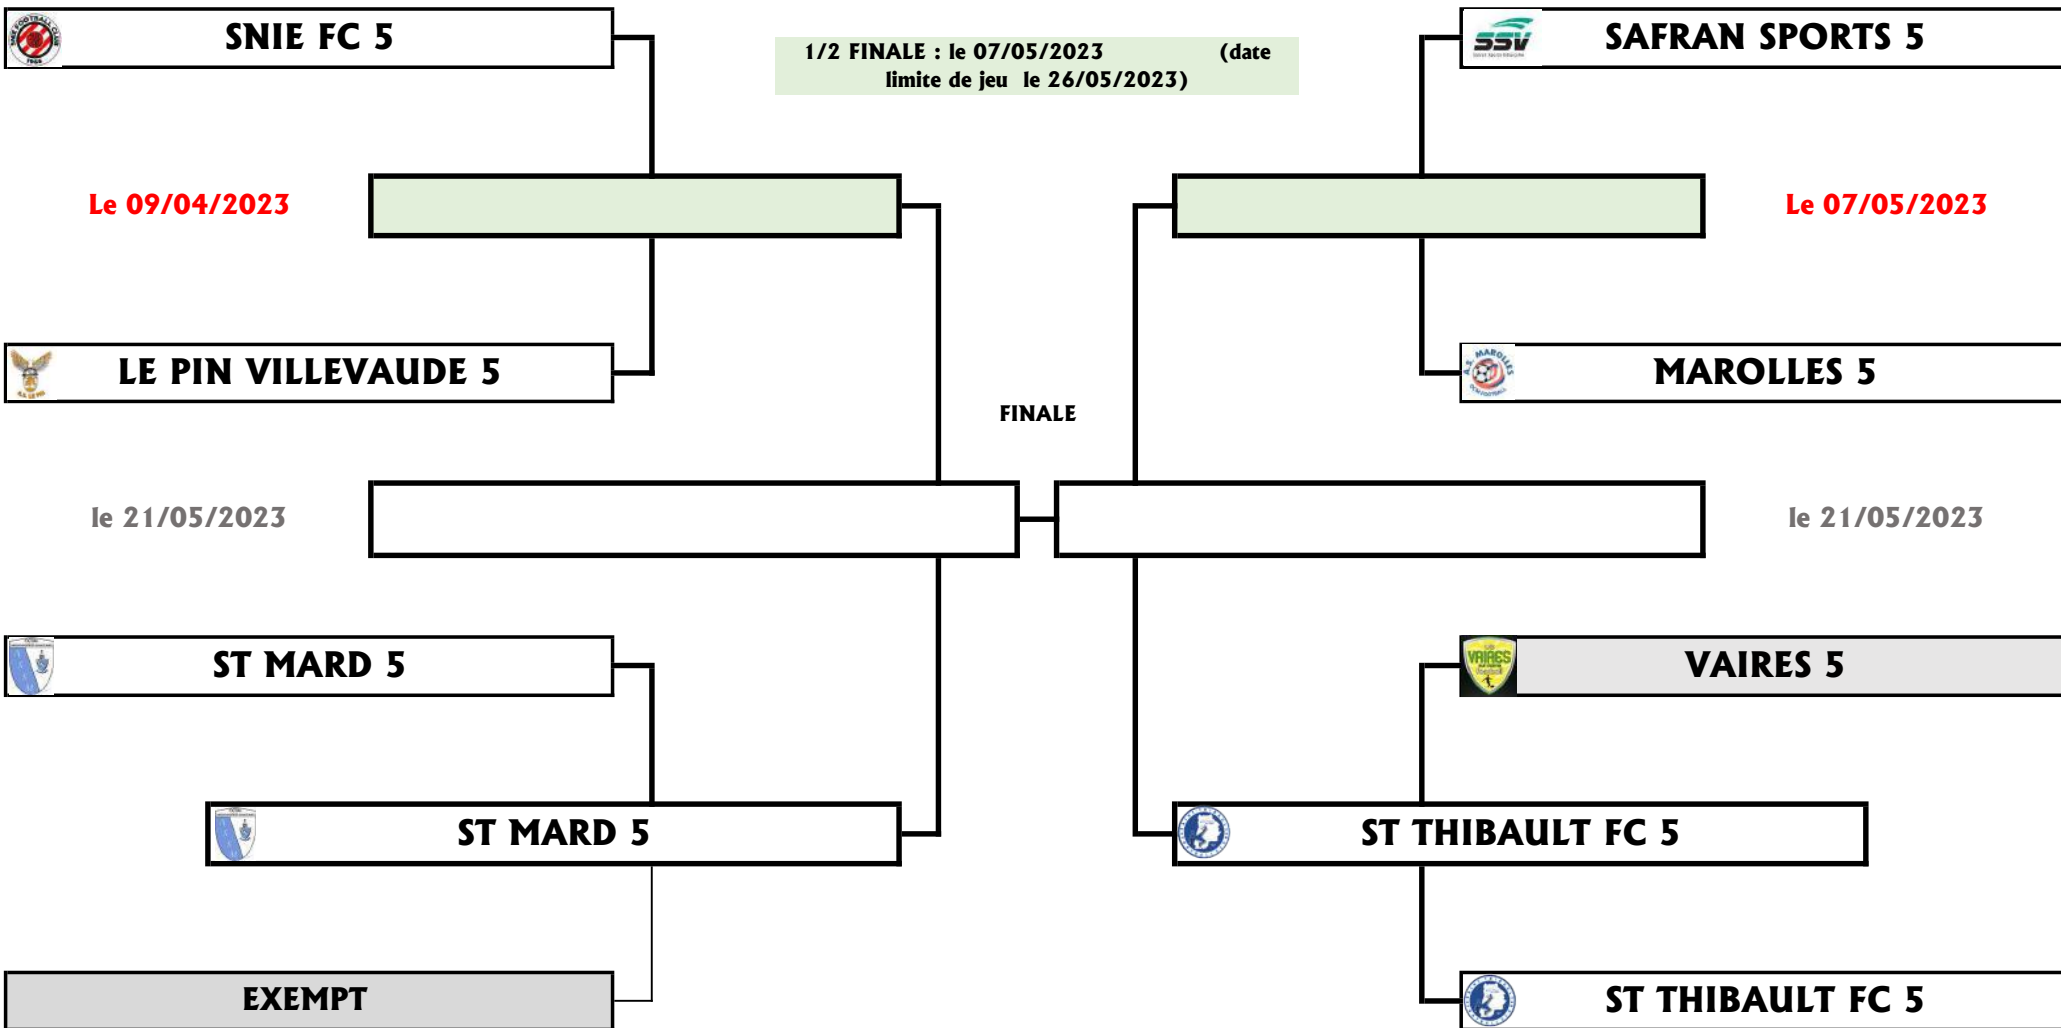 SNIE FC 5
1/2 FINALE : le 07/05/2023 (date
limite de jeu le 26/05/2023)
SSV
SAFRAN SPORTS 5
Le 09/04/2023
Le 07/05/2023
LE PIN VILLEVAUDE 5
A.S. MAROLLES
MAROLLES 5
FINALE
le 21/05/2023
le 21/05/2023
ST MARD 5
VAIRES
VAIRES 5
ST MARD 5
ST THIBAULT FC 5
EXEMPT
ST THIBAULT FC 5